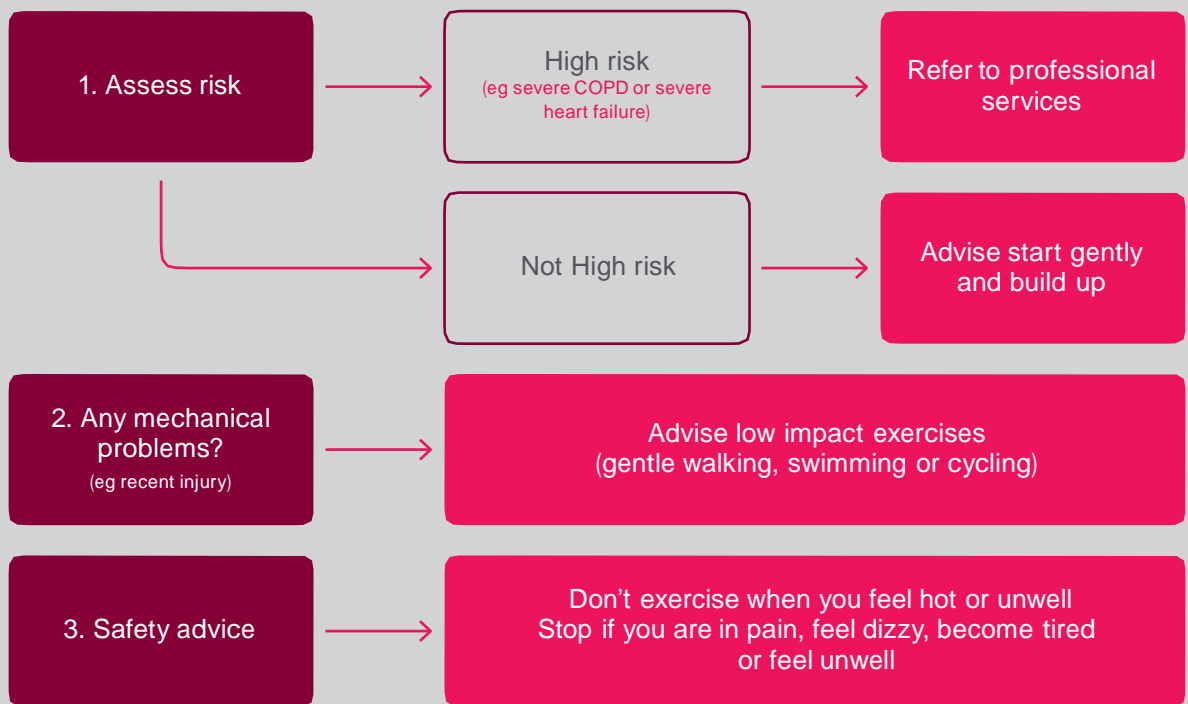 1. Assess risk
High risk
(eg severe COPD or severe
heart failure)
Refer to professional
services
Not High risk
Advise start gently
and build up
2. Any mechanical
problems?
(eg recent injury)
Advise low impact exercises
(gentle walking, swimming or cycling)
3. Safety advice
Don’t exercise when you feel hot or unwell
Stop if you are in pain, feel dizzy, become tired
or feel unwell